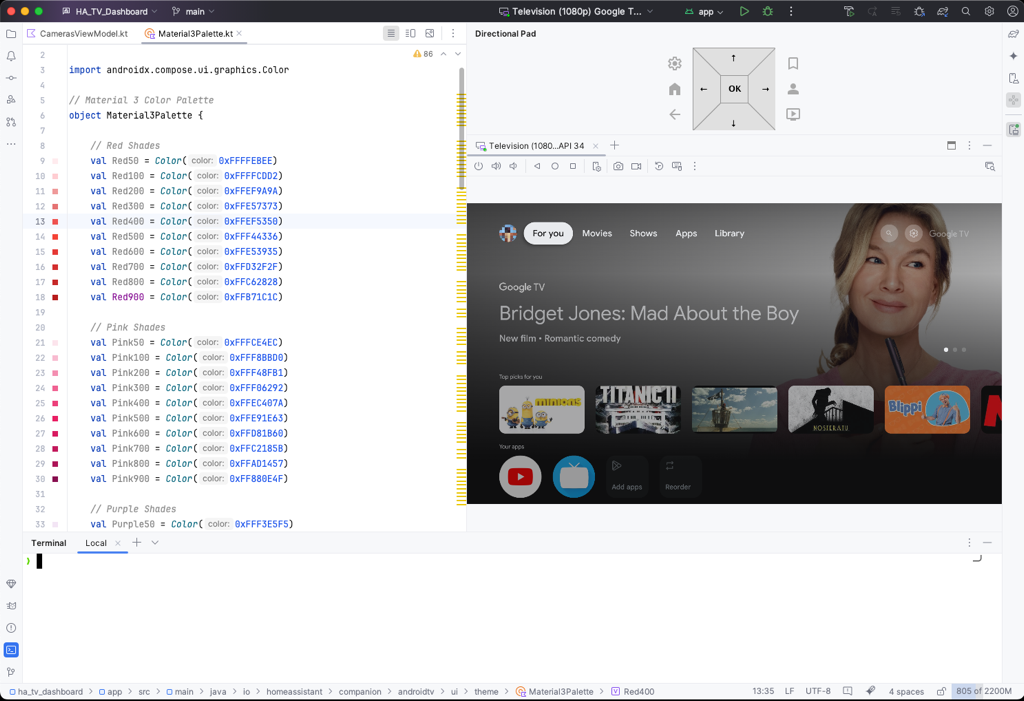 HA_TV_Dashboard
main
Television (1080p) Google T...
app
CamerasViewModel.kt
Material3Palette.kt
86
2
3 import androidx.compose.ui.graphics.Color
4
5 // Material 3 Color Palette
6 object Material3Palette {
7
8 // Red Shades
9 val Red50 = Color( color: 0xFFFFEBEE)
10 val Red100 = Color( color: 0xFFFFCDD2)
11 val Red200 = Color( color: 0xFFEF9A9A)
12 val Red300 = Color( color: 0xFFE57373)
13 val Red400 = Color( color: 0xFFEF5350)
14 val Red500 = Color( color: 0xFFF44336)
15 val Red600 = Color( color: 0xFFE53935)
16 val Red700 = Color( color: 0xFFD32F2F)
17 val Red800 = Color( color: 0xFFC62828)
18 val Red900 = Color( color: 0xFFB71C1C)
19
20 // Pink Shades
21 val Pink50 = Color( color: 0xFFFCE4EC)
22 val Pink100 = Color( color: 0xFFF8BBD0)
23 val Pink200 = Color( color: 0xFFF48FB1)
24 val Pink300 = Color( color: 0xFFF06292)
25 val Pink400 = Color( color: 0xFFEC407A)
26 val Pink500 = Color( color: 0xFFE91E63)
27 val Pink600 = Color( color: 0xFFD81B60)
28 val Pink700 = Color( color: 0xFFC2185B)
29 val Pink800 = Color( color: 0xFFAD1457)
30 val Pink900 = Color( color: 0xFF880E4F)
31
32 // Purple Shades
33 val Purple50 = Color( color: 0xFFF3E5F5)
Directional Pad
OK
Television (1080...API 34
For you
Movies
Shows
Apps
Library
Google TV
Google TV
Bridget Jones: Mad About the Boy
New film • Romantic comedy
Top picks for you
minions
TITANIC II
NOSFERATU
Blippi
Your apps
Add apps
Reorder
Terminal
Local
ha_tv_dashboard > app > src > main > java > io > homeassistant > companion > androidtv > ui > theme > Material3Palette > Red400
13:35
LF
UTF-8
4 spaces
805 of 2200M